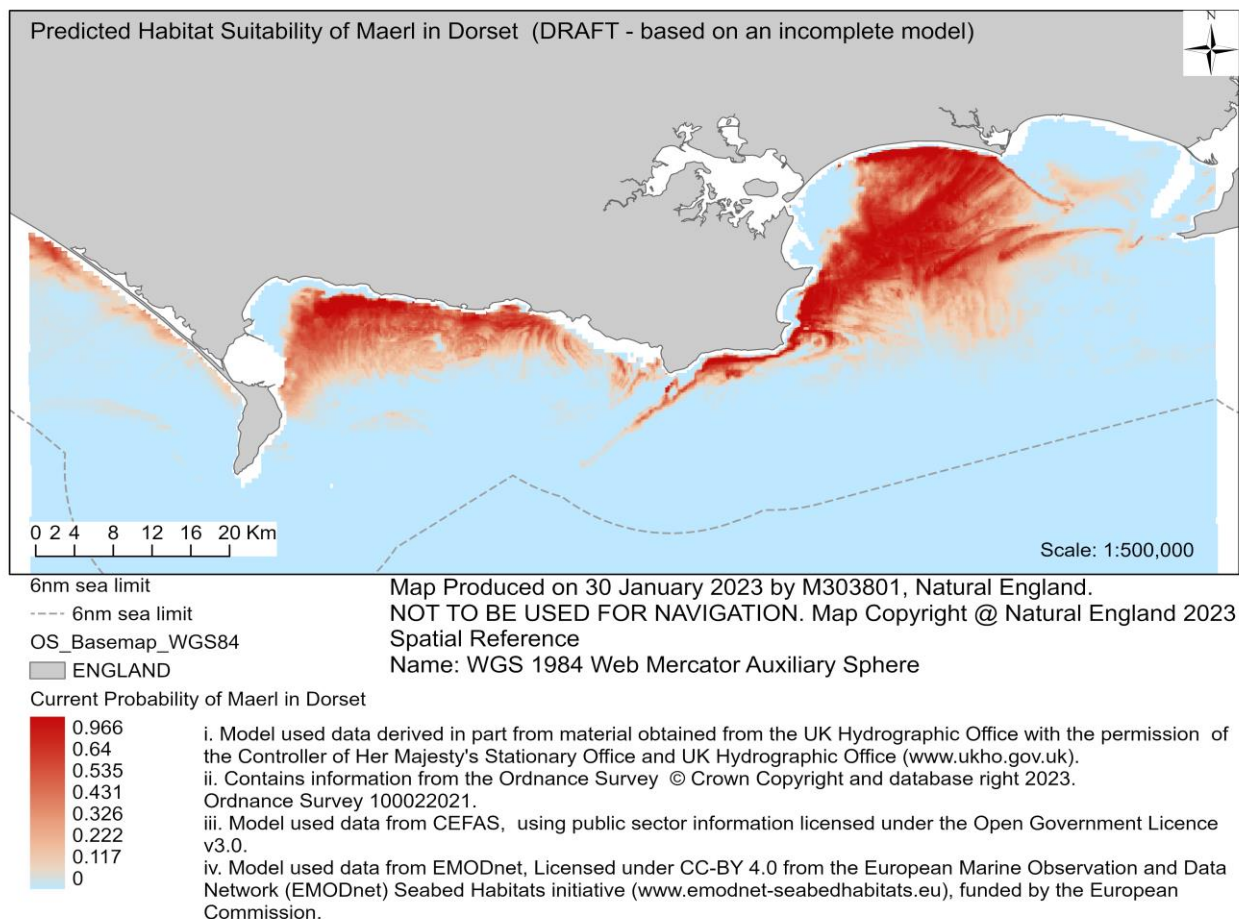 Predicted Habitat Suitability of Maerl in Dorset (DRAFT - based on an incomplete model)
N
0 2 4 8 12 16 20 Km
Scale: 1:500,000
6nm sea limit
6nm sea limit
OS_Basemap_WGS84
ENGLAND
Current Probability of Maerl in Dorset
0.966
0.64
0.535
0.431
0.326
0.222
0.117
0
Map Produced on 30 January 2023 by M303801, Natural England.
NOT TO BE USED FOR NAVIGATION. Map Copyright @ Natural England 2023
Spatial Reference
Name: WGS 1984 Web Mercator Auxiliary Sphere
i. Model used data derived in part from material obtained from the UK Hydrographic Office with the permission of
the Controller of Her Majesty's Stationary Office and UK Hydrographic Office (www.ukho.gov.uk).
ii. Contains information from the Ordnance Survey © Crown Copyright and database right 2023.
Ordnance Survey 100022021.
iii. Model used data from CEFAS, using public sector information licensed under the Open Government Licence
v3.0.
iv. Model used data from EMODnet, Licensed under CC-BY 4.0 from the European Marine Observation and Data
Network (EMODnet) Seabed Habitats initiative (www.emodnet-seabedhabitats.eu), funded by the European
Commission.